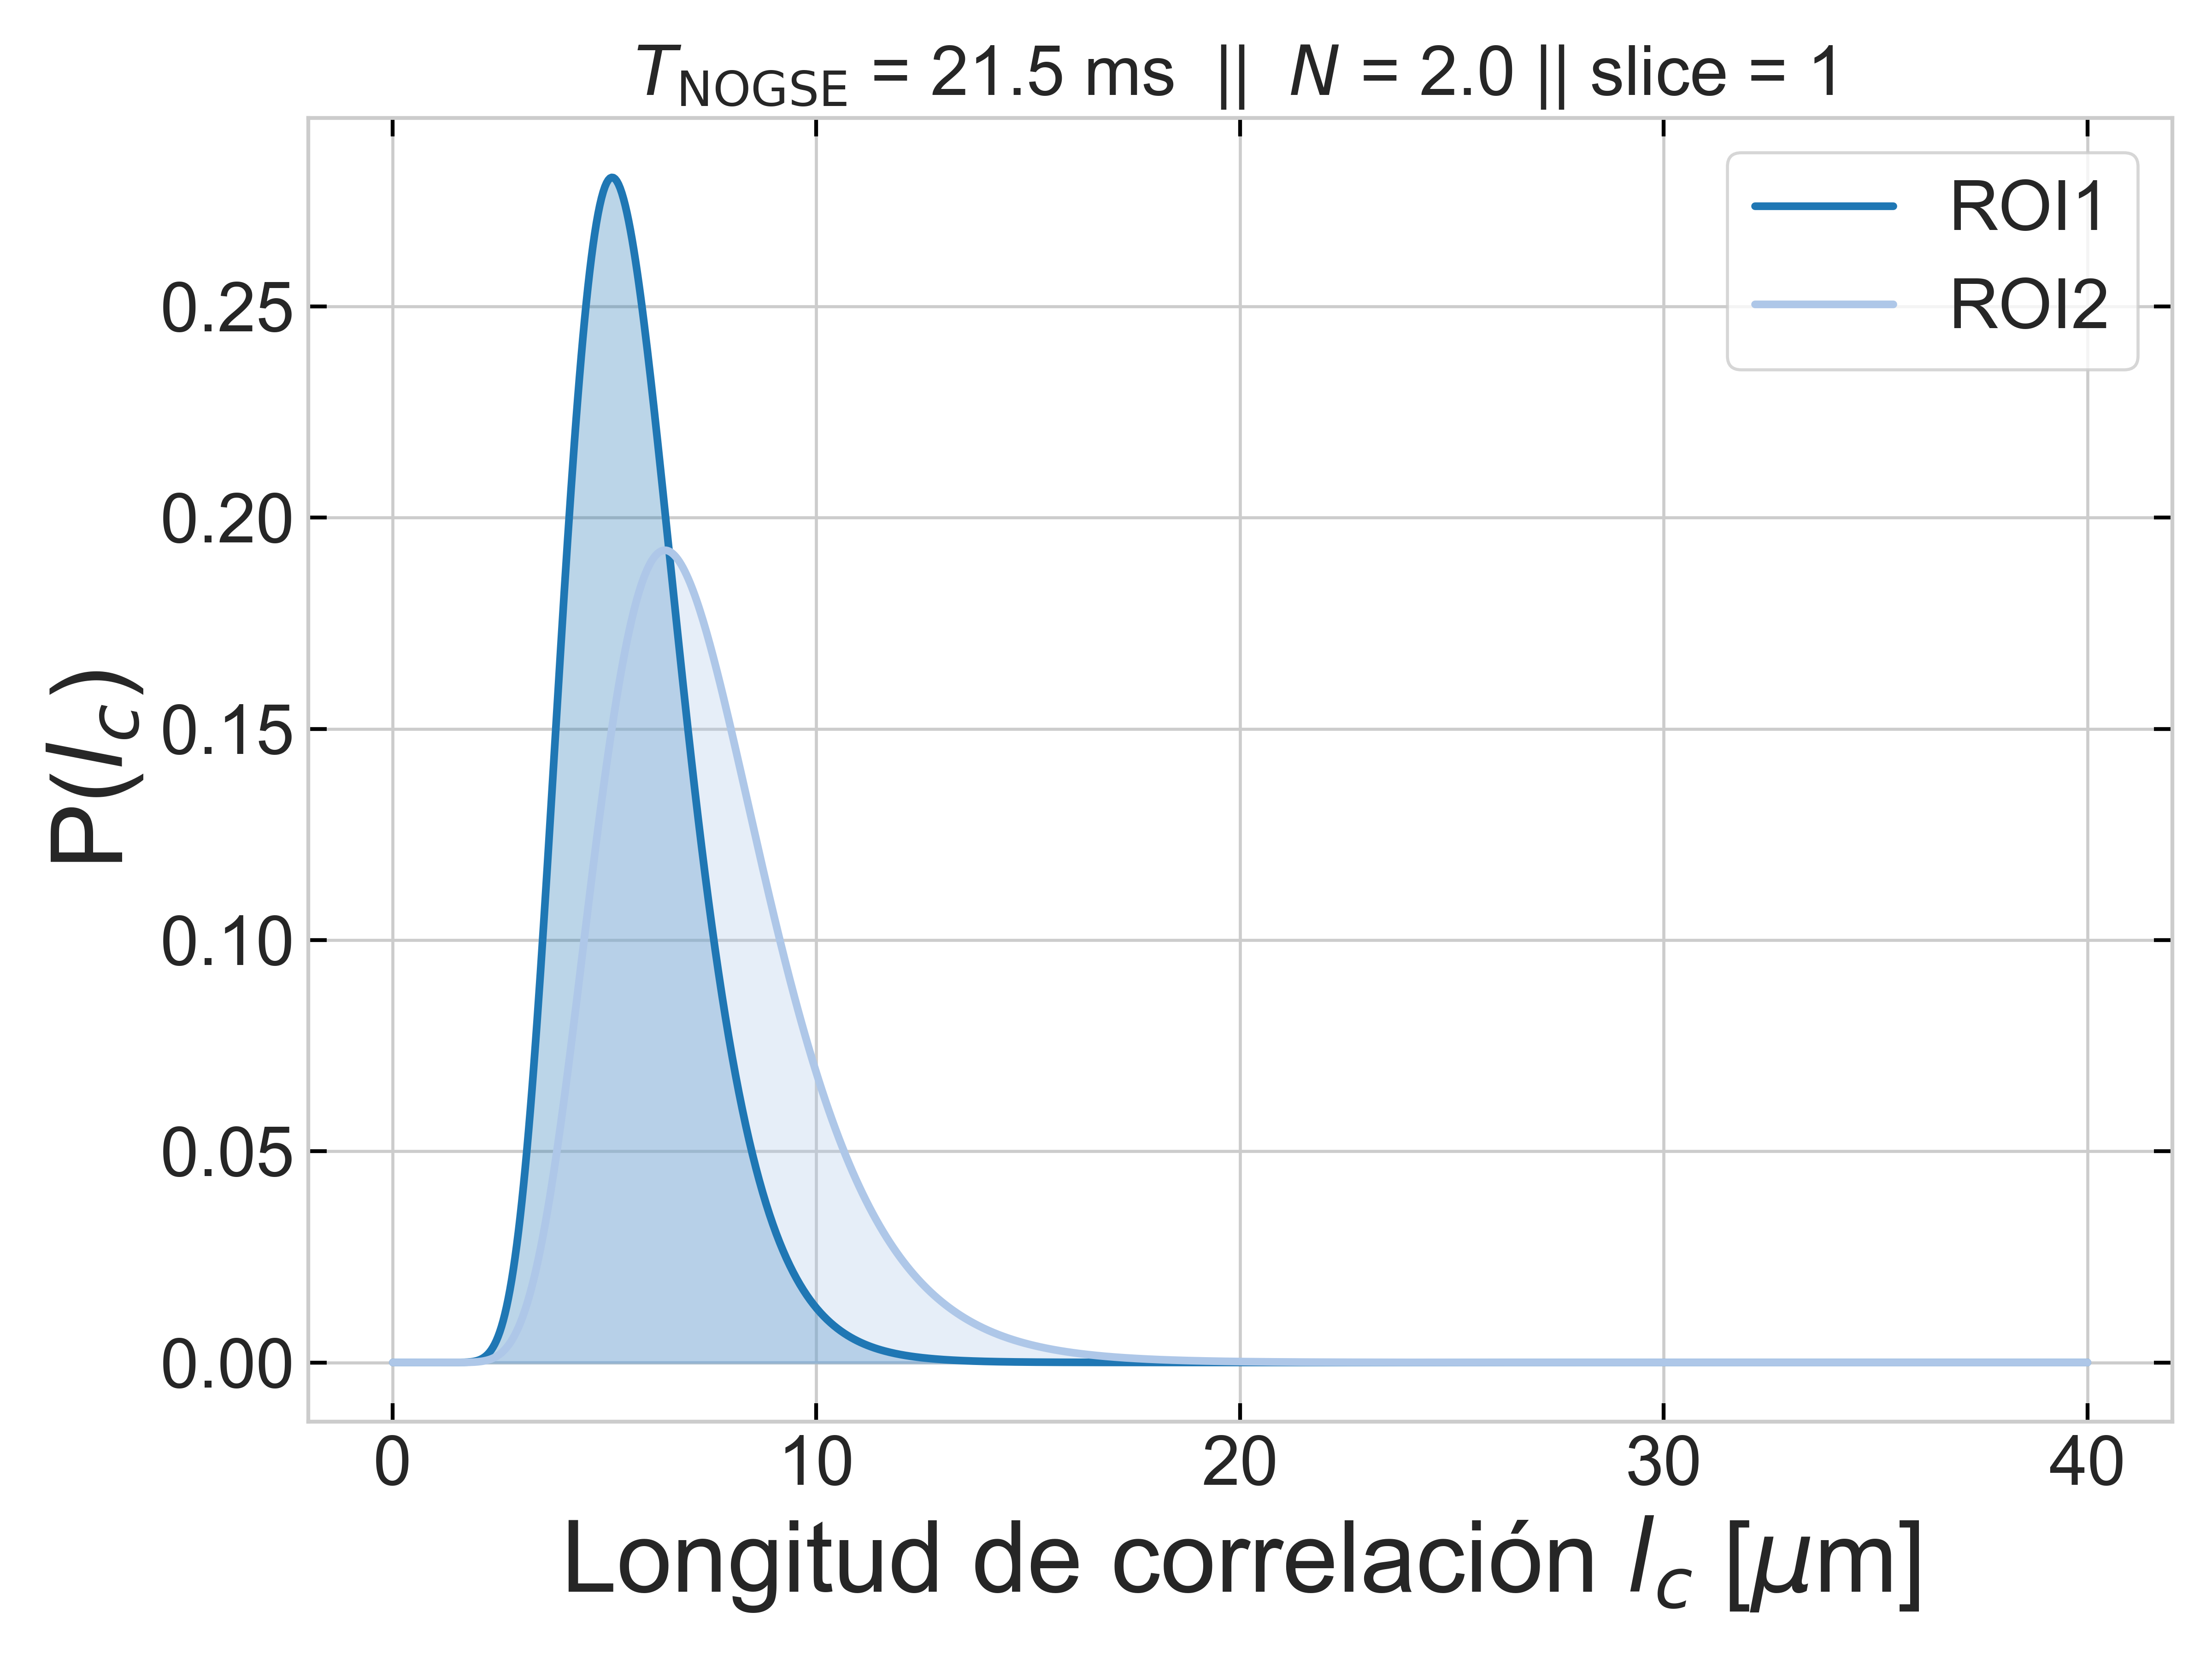 T_NOGSE = 21.5 ms || N = 2.0 || slice = 1
ROI1
ROI2
P(l_c)
0.25
0.20
0.15
0.10
0.05
0.00
0 10 20 30 40
Longitud de correlación l_c [μm]